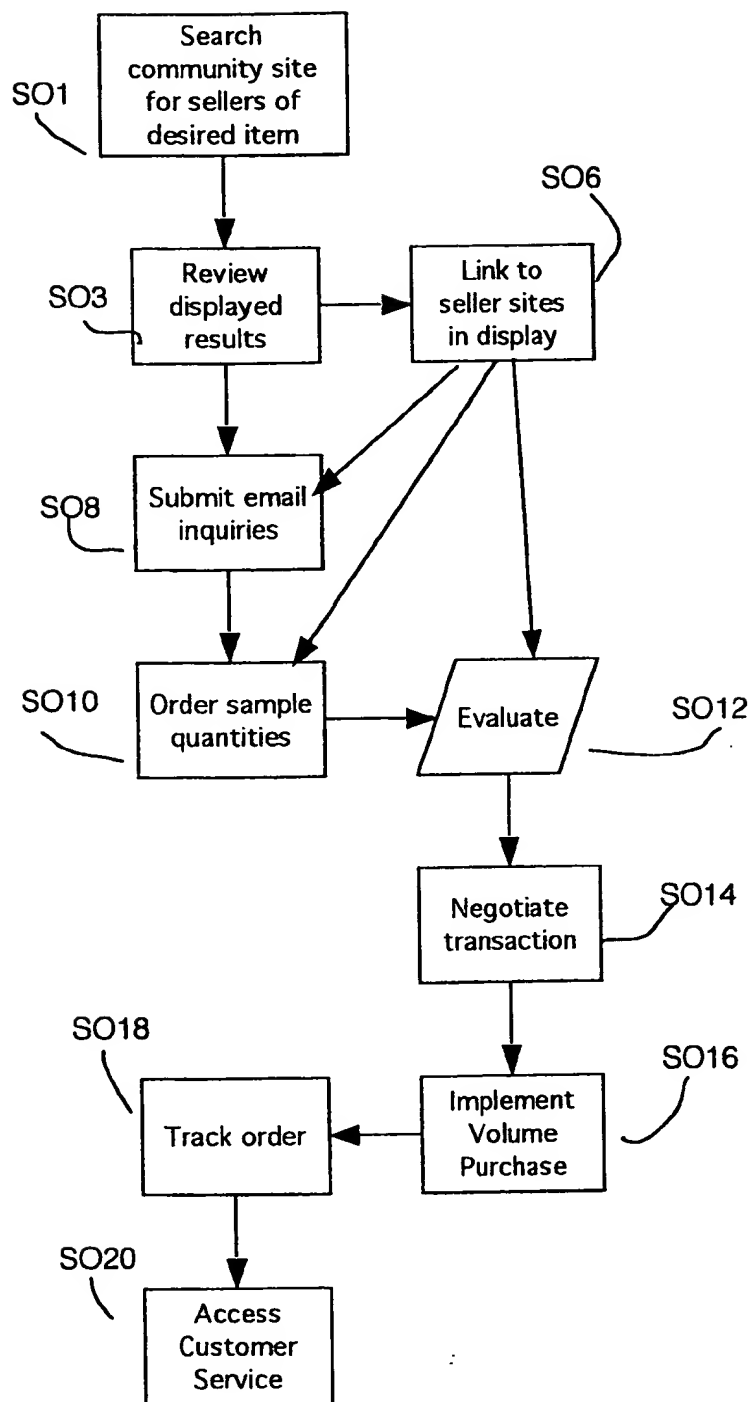 Search
community site
for sellers of
desired item
SO1
SO6
Review
displayed
results
Link to
seller sites
in display
SO3
Submit email
inquiries
SO8
Order sample
quantities
SO10
Evaluate
SO12
Negotiate
transaction
SO14
SO18
SO16
Track order
Implement
Volume
Purchase
SO20
Access
Customer
Service